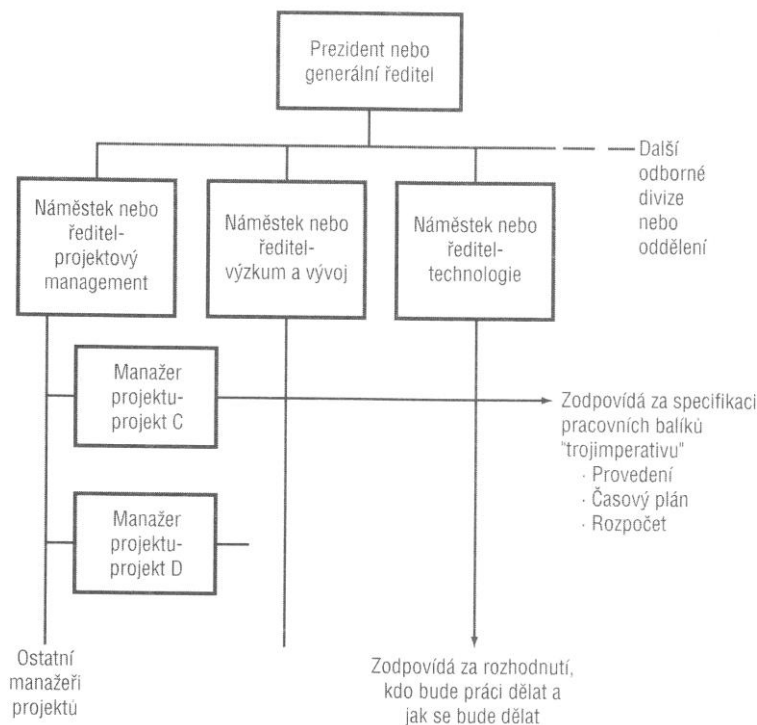 Prezident nebo
generální ředitel
Další
odborné
divize
nebo
oddělení
Náměstek nebo
ředitel-
projektový
management
Náměstek nebo
ředitel-
výzkum a vývoj
Náměstek nebo
ředitel-
technologie
Manažer
projektu-
projekt C
Zodpovídá za specifikaci
pracovních balíků
"trojimperativu"
· Provedení
· Časový plán
· Rozpočet
Manažer
projektu-
projekt D
Ostatní
manažeři
projektů
Zodpovídá za rozhodnutí,
kdo bude práci dělat a
jak se bude dělat